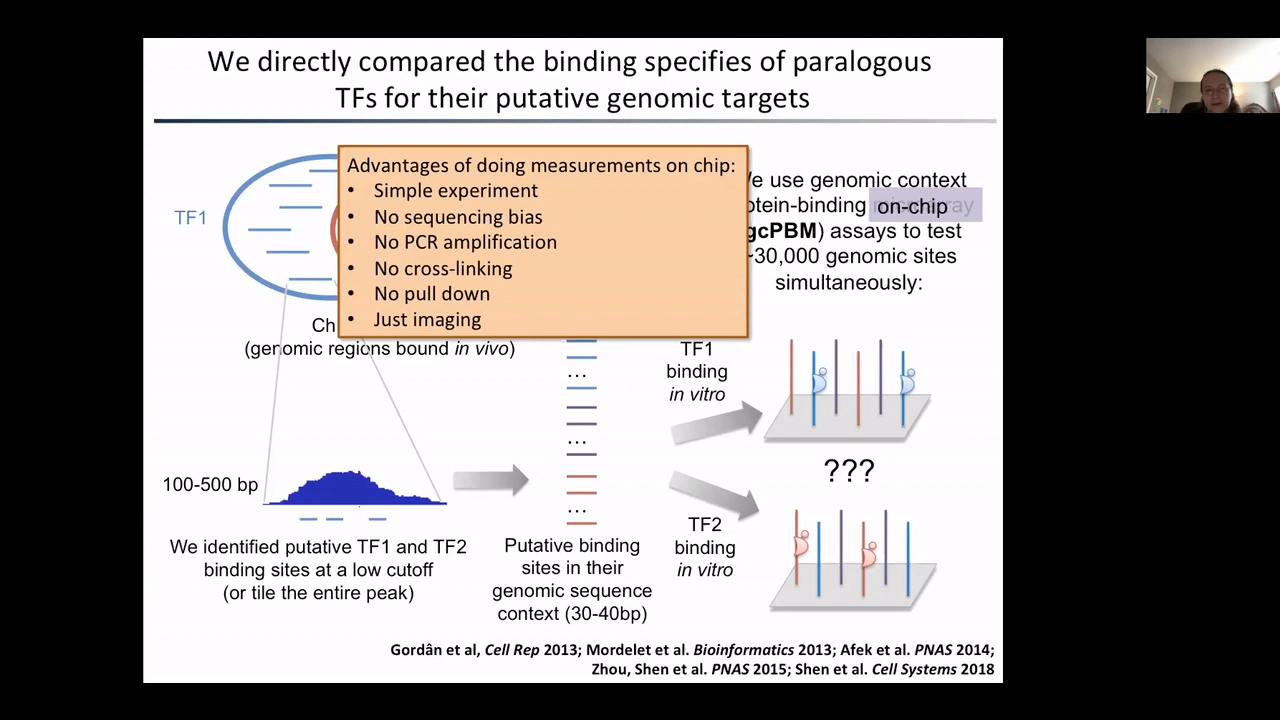 We directly compared the binding specifies of paralogous
TFs for their putative genomic targets
TF1
Advantages of doing measurements on chip:
• Simple experiment
• No sequencing bias
• No PCR amplification
• No cross-linking
• No pull down
• Just imaging
Ch
(genomic regions bound in vivo)
e use genomic context
otein-binding on-chip
gcPBM) assays to test
~30,000 genomic sites
simultaneously:
100-500 bp
We identified putative TF1 and TF2
binding sites at a low cutoff
(or tile the entire peak)
...
...
...
Putative binding
sites in their
genomic sequence
context (30-40bp)
TF1
binding
in vitro
???
TF2
binding
in vitro
Gordân et al, Cell Rep 2013; Mordelet et al. Bioinformatics 2013; Afek et al. PNAS 2014;
Zhou, Shen et al. PNAS 2015; Shen et al. Cell Systems 2018